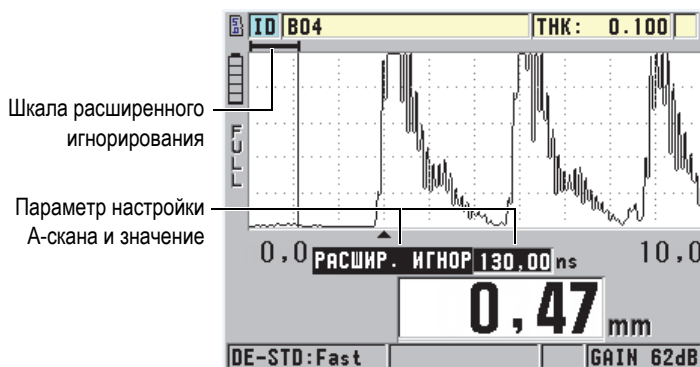 ID B04 THK: 0.100
Шкала расширенного
игнорирования
FULL
Параметр настройки
А-скана и значение
0,0 10,0
РАСШИР. ИГНОР 130,00 ns
0,47 mm
DE-STD:Fast GAIN 62dB